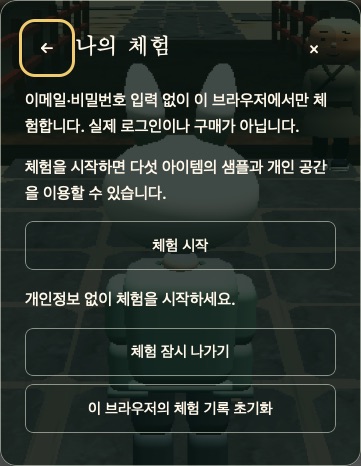 ← 나의 체험 ×
이메일·비밀번호 입력 없이 이 브라우저에서만 체
험합니다. 실제 로그인이나 구매가 아닙니다.
체험을 시작하면 다섯 아이템의 샘플과 개인 공간
을 이용할 수 있습니다.
체험 시작
개인정보 없이 체험을 시작하세요.
체험 잠시 나가기
이 브라우저의 체험 기록 초기화